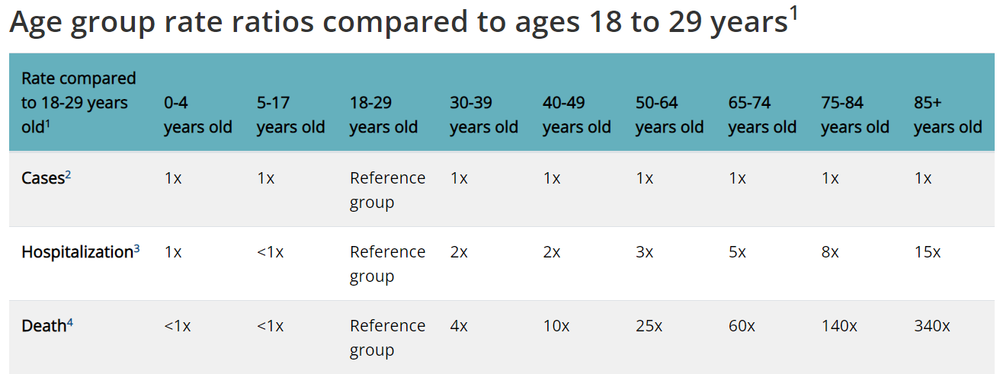 Age group rate ratios compared to ages 18 to 29 years1
Rate compared to 18-29 years old1 0-4 years old 5-17 years old 18-29 years old 30-39 years old 40-49 years old 50-64 years old 65-74 years old 75-84 years old 85+ years old
Cases2 1x 1x Reference group 1x 1x 1x 1x 1x 1x
Hospitalization3 1x <1x Reference group 2x 2x 3x 5x 8x 15x
Death4 <1x <1x Reference group 4x 10x 25x 60x 140x 340x